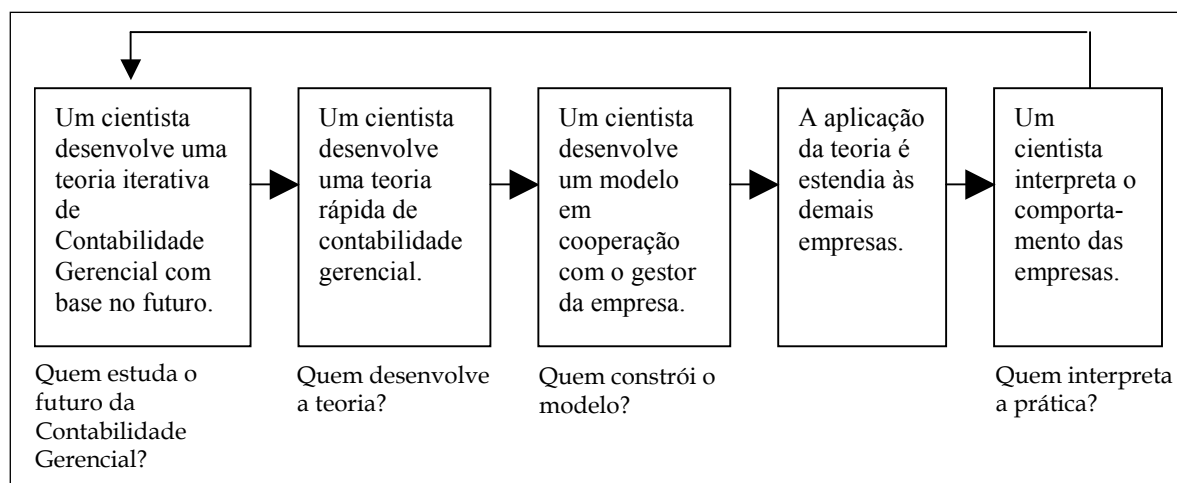 Um cientista
desenvolve uma
teoria iterativa
de
Contabilidade
Gerencial com
base no futuro.
Um cientista
desenvolve
uma teoria
rápida de
contabilidade
gerencial.
Um cientista
desenvolve
um modelo
em
cooperação
com o gestor
da empresa.
A aplicação
da teoria é
estendia às
demais
empresas.
Um
cientista
interpreta o
comporta-
mento das
empresas.
Quem estuda o
futuro da
Contabilidade
Gerencial?
Quem desenvolve
a teoria?
Quem constrói o
modelo?
Quem interpreta
a prática?